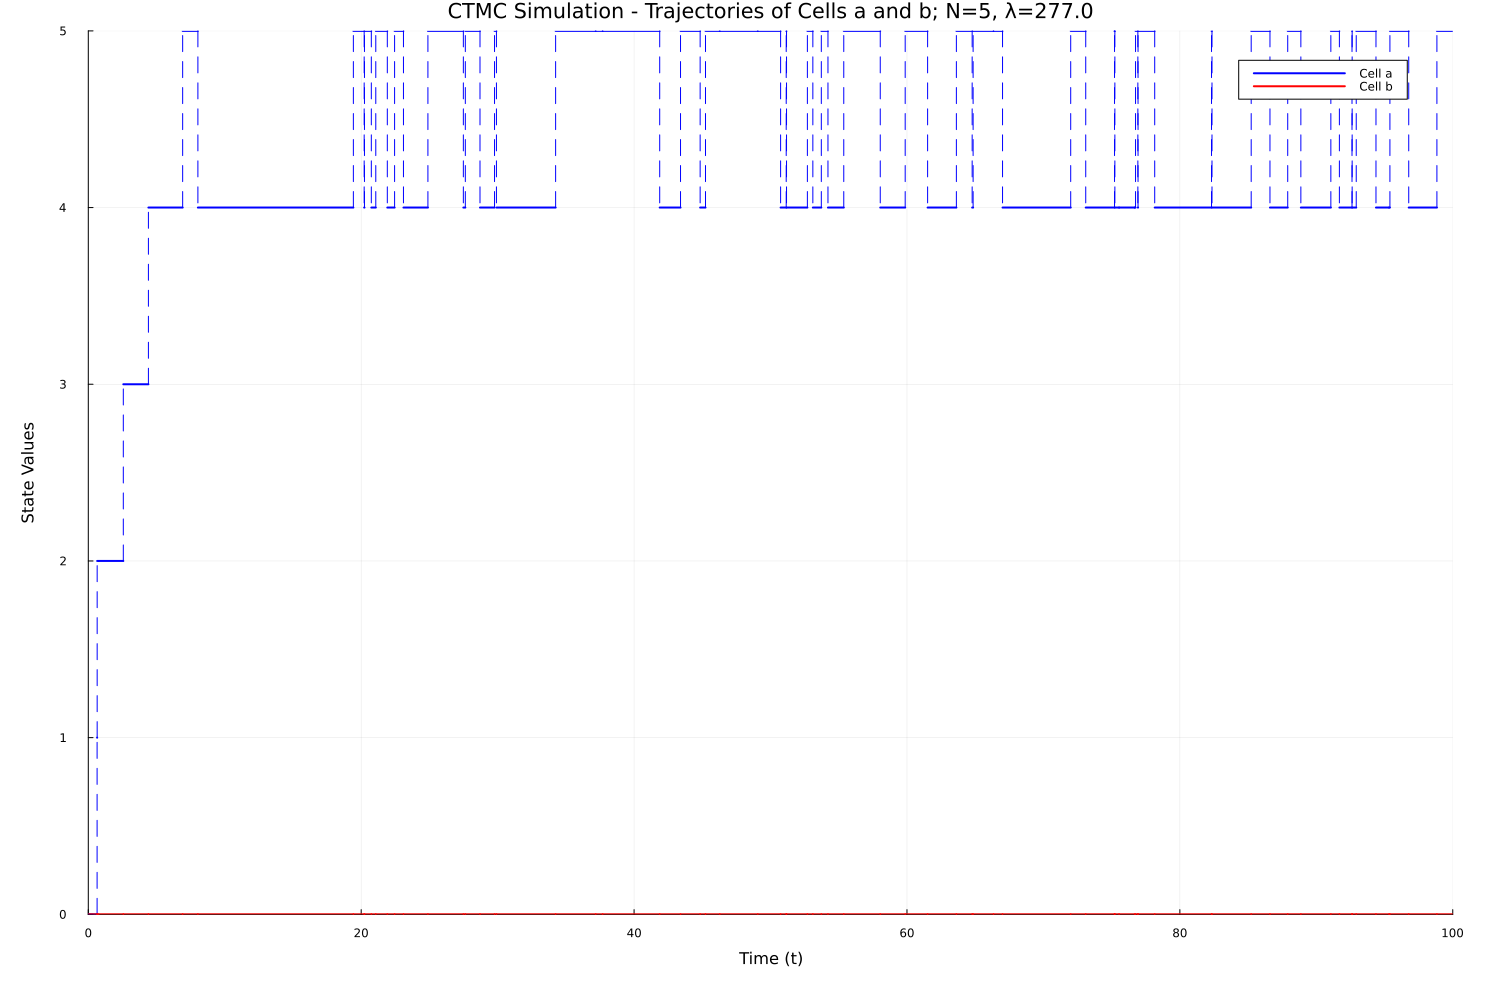 CTMC Simulation - Trajectories of Cells a and b; N=5, λ=277.0
5
Cell a
Cell b
4
3
State Values
2
1
0
0 20 40 60 80 100
Time (t)